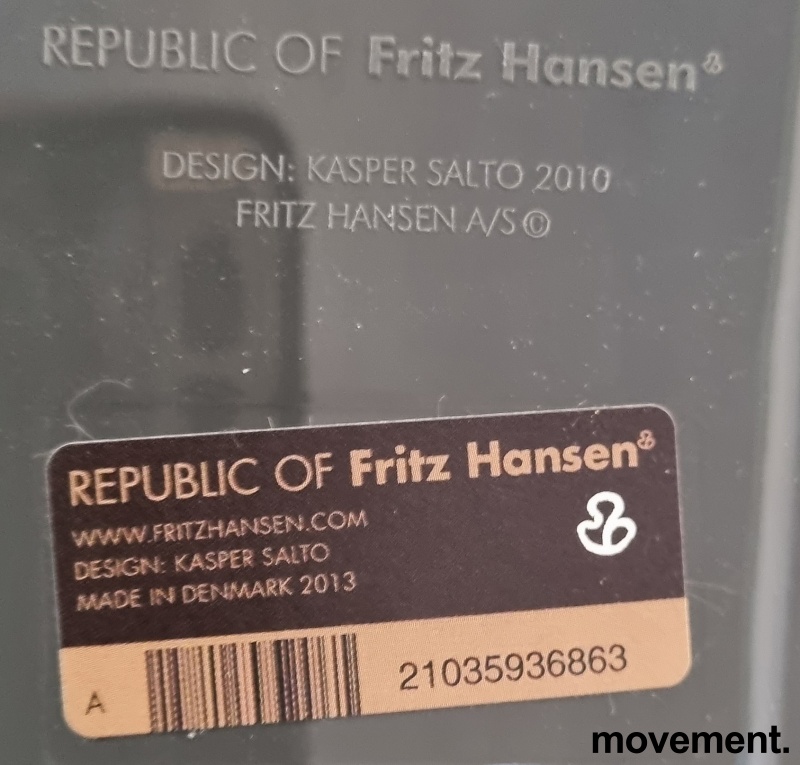 REPUBLIC OF Fritz Hansen
DESIGN: KASPER SALTO 2010
FRITZ HANSEN A/S ©
REPUBLIC OF Fritz Hansen
WWW.FRITZHANSEN.COM
DESIGN: KASPER SALTO
MADE IN DENMARK 2013
A
21035936863
movement.